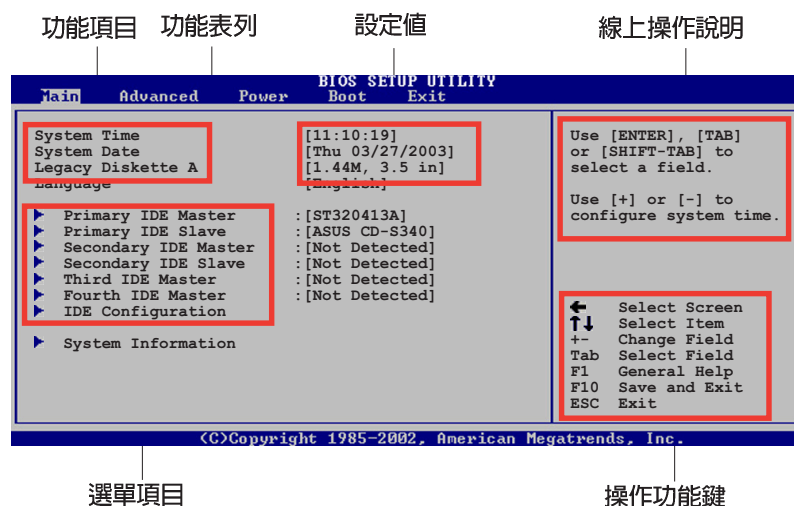 功能項目 功能表列 設定值 線上操作說明
BIOS SETUP UTILITY
Main Advanced Power Boot Exit
System Time [11:10:19]
System Date [Thu 03/27/2003]
Legacy Diskette A [1.44M, 3.5 in]
Language [English]
Primary IDE Master :[ST320413A]
Primary IDE Slave :[ASUS CD-S340]
Secondary IDE Master :[Not Detected]
Secondary IDE Slave :[Not Detected]
Third IDE Master :[Not Detected]
Fourth IDE Master :[Not Detected]
IDE Configuration
System Information
Use [ENTER], [TAB]
or [SHIFT-TAB] to
select a field.
Use [+] or [-] to
configure system time.
← Select Screen
↑↓ Select Item
+- Change Field
Tab Select Field
F1 General Help
F10 Save and Exit
ESC Exit
(C)Copyright 1985-2002, American Megatrends, Inc.
選單項目 操作功能鍵